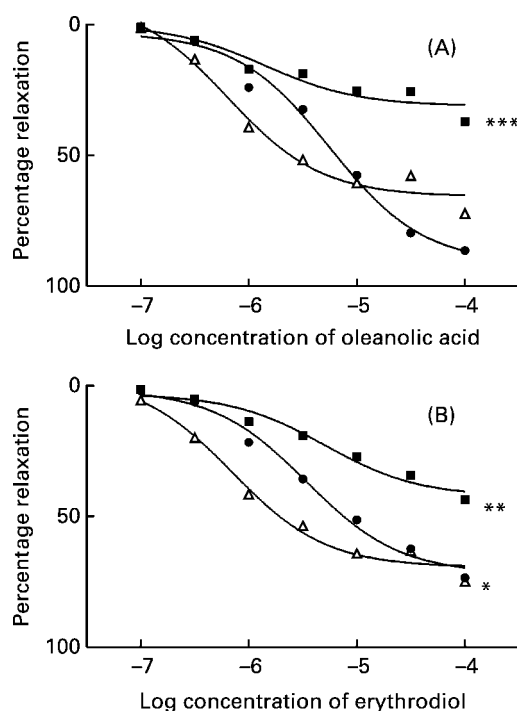 Percentage relaxation
0
50
100
(A)
***
−7 −6 −5 −4
Log concentration of oleanolic acid
Percentage relaxation
0
50
100
(B)
**
*
−7 −6 −5 −4
Log concentration of erythrodiol